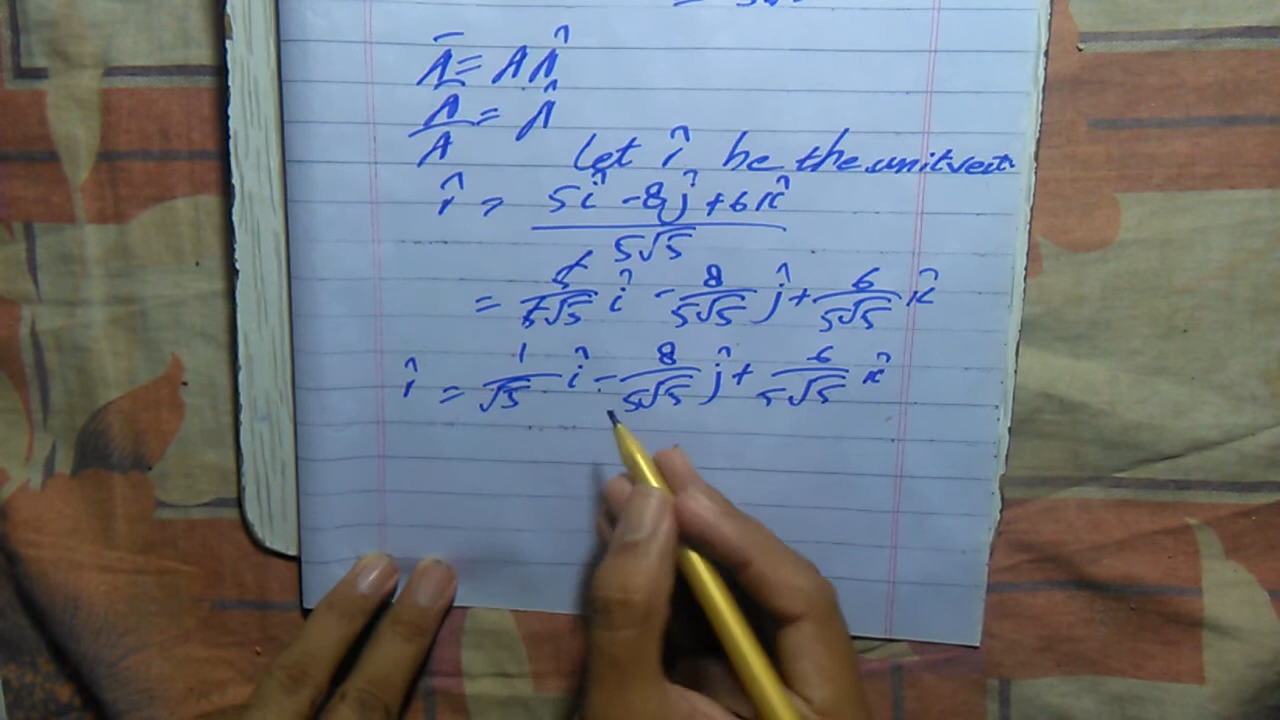 A̅ = A n̂
A̅/A = n̂
Let r̂ be the unit vect
r̂ = (5î - 8ĵ + 6k̂)/(5√5)
= 5/(5√5) î - 8/(5√5) ĵ + 6/(5√5) k̂
r̂ = 1/√5 î - 8/(5√5) ĵ + 6/(5√5) k̂